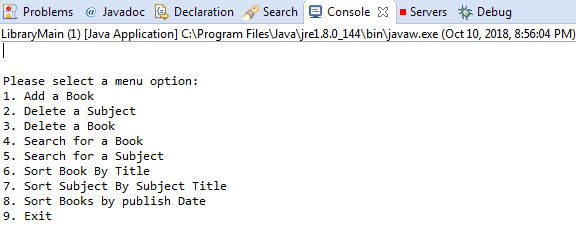 Problems @ Javadoc Declaration Search Console Servers Debug
LibraryMain (1) [Java Application] C:\Program Files\Java\jre1.8.0_144\bin\javaw.exe (Oct 10, 2018, 8:56:04 PM)
Please select a menu option:
1. Add a Book
2. Delete a Subject
3. Delete a Book
4. Search for a Book
5. Search for a Subject
6. Sort Book By Title
7. Sort Subject By Subject Title
8. Sort Books by publish Date
9. Exit